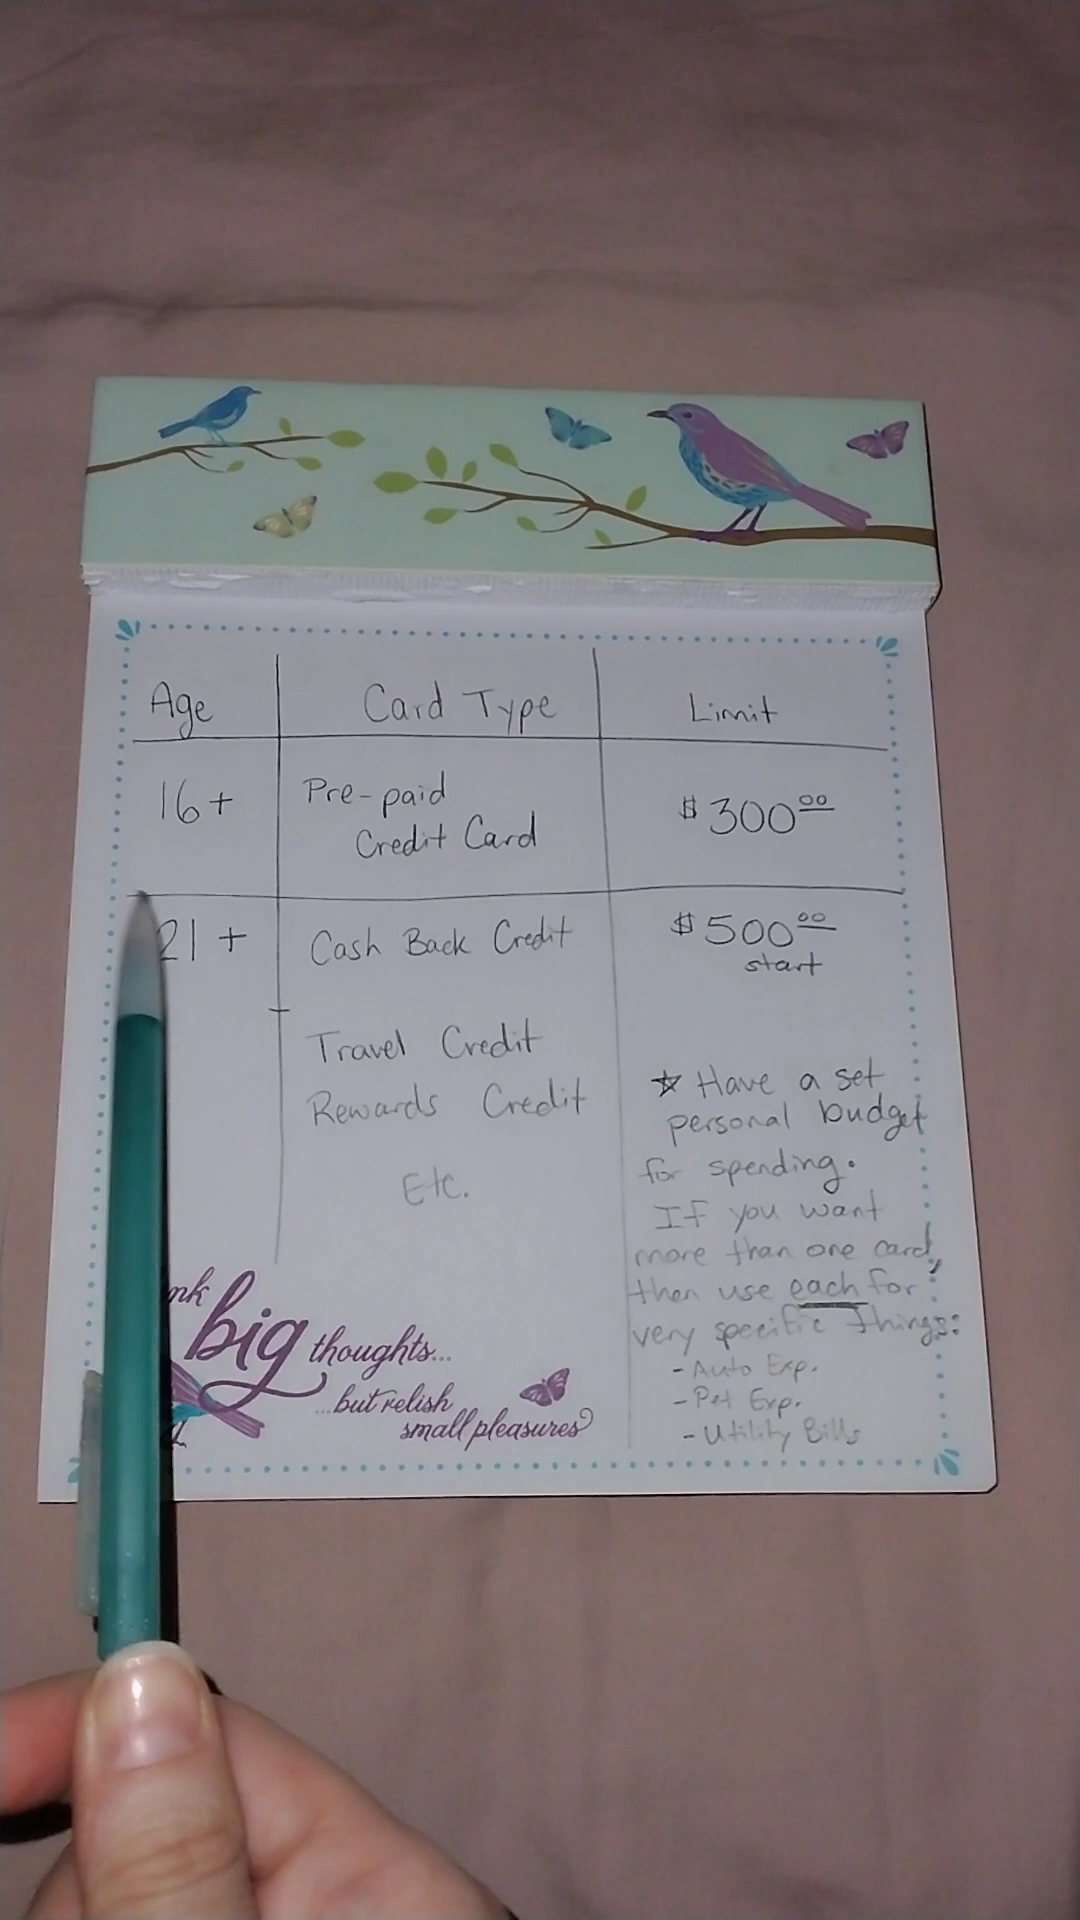 Age Card Type Limit
16+ Pre-paid Credit Card $300.00
21+ Cash Back Credit $500.00
start
Travel Credit
Rewards Credit
Etc.
☆ Have a set
personal budget
for spending.
If you want
more than one card,
then use each for
very specific things:
- Auto Exp.
- Pet Exp.
- Utility Bills
big thoughts...
...but relish
small pleasures